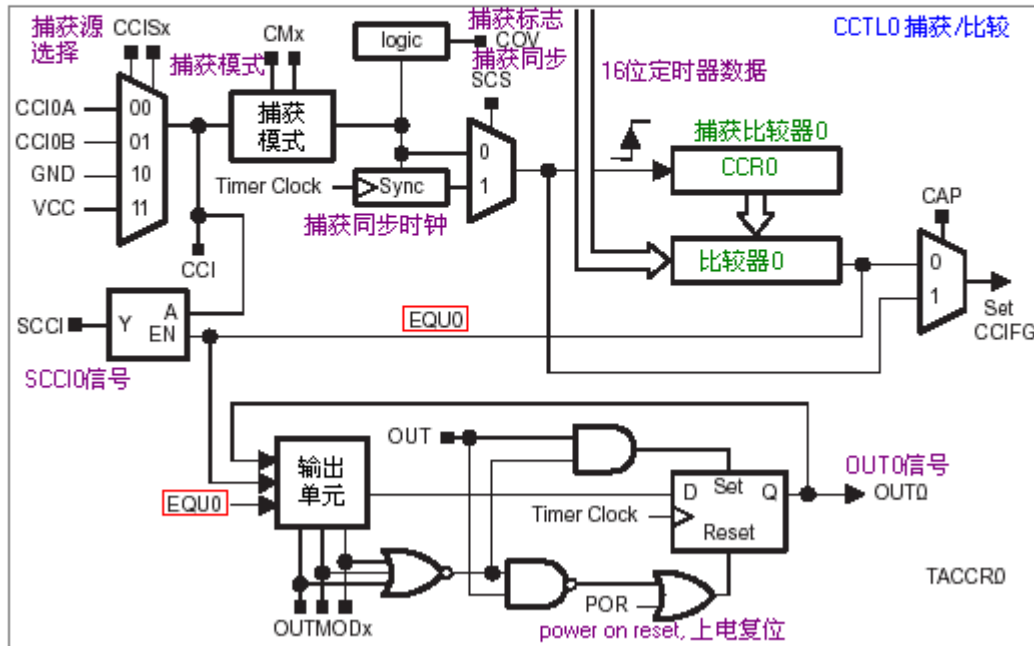 捕获源
选择
CCISx
CMx
捕获模式
logic
捕获标志
COV
捕获同步
SCS
16位定时器数据
CCTL0 捕获/比较
CCI0A
CCI0B
GND
VCC
00
01
10
11
捕获
模式
Timer Clock
Sync
捕获同步时钟
0
1
捕获比较器0
CCR0
比较器0
CAP
0
1
Set
CCIFG
CCI
SCCI
Y
A
EN
SCCI0信号
EQU0
OUT
输出
单元
EQU0
Timer Clock
D
Set
Q
Reset
OUT0信号
OUT0
OUTMODx
POR
power on reset, 上电复位
TACCR0